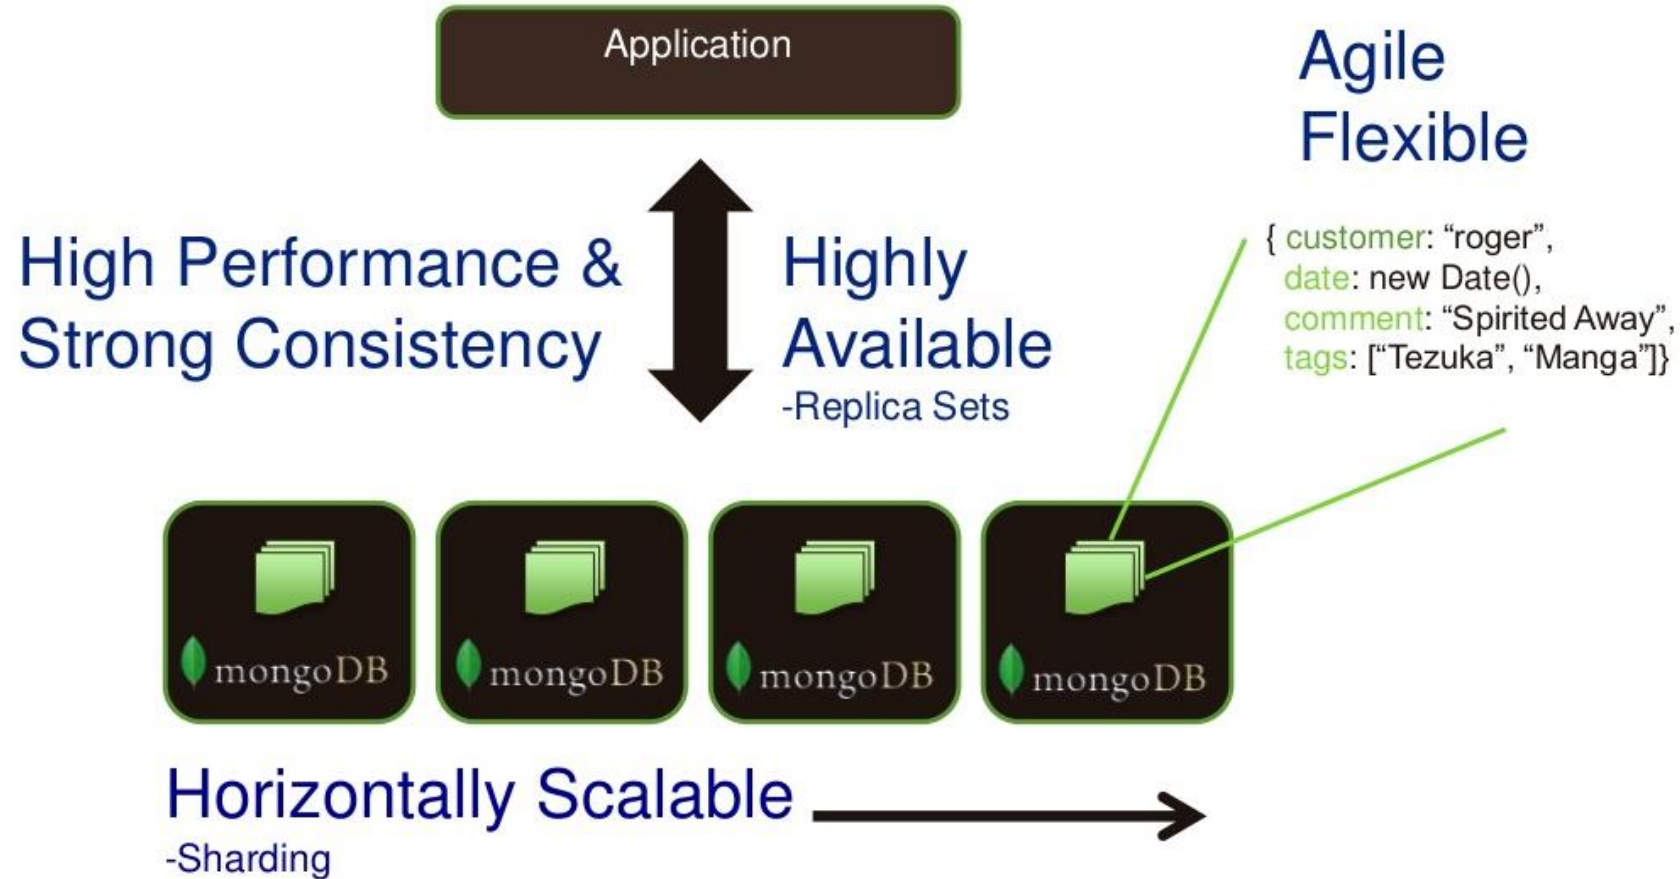 Application
Agile
Flexible
High Performance &
Strong Consistency
Highly
Available
-Replica Sets
{ customer: “roger”,
date: new Date(),
comment: “Spirited Away”,
tags: [“Tezuka”, “Manga”]}
mongoDB
mongoDB
mongoDB
mongoDB
Horizontally Scalable
-Sharding